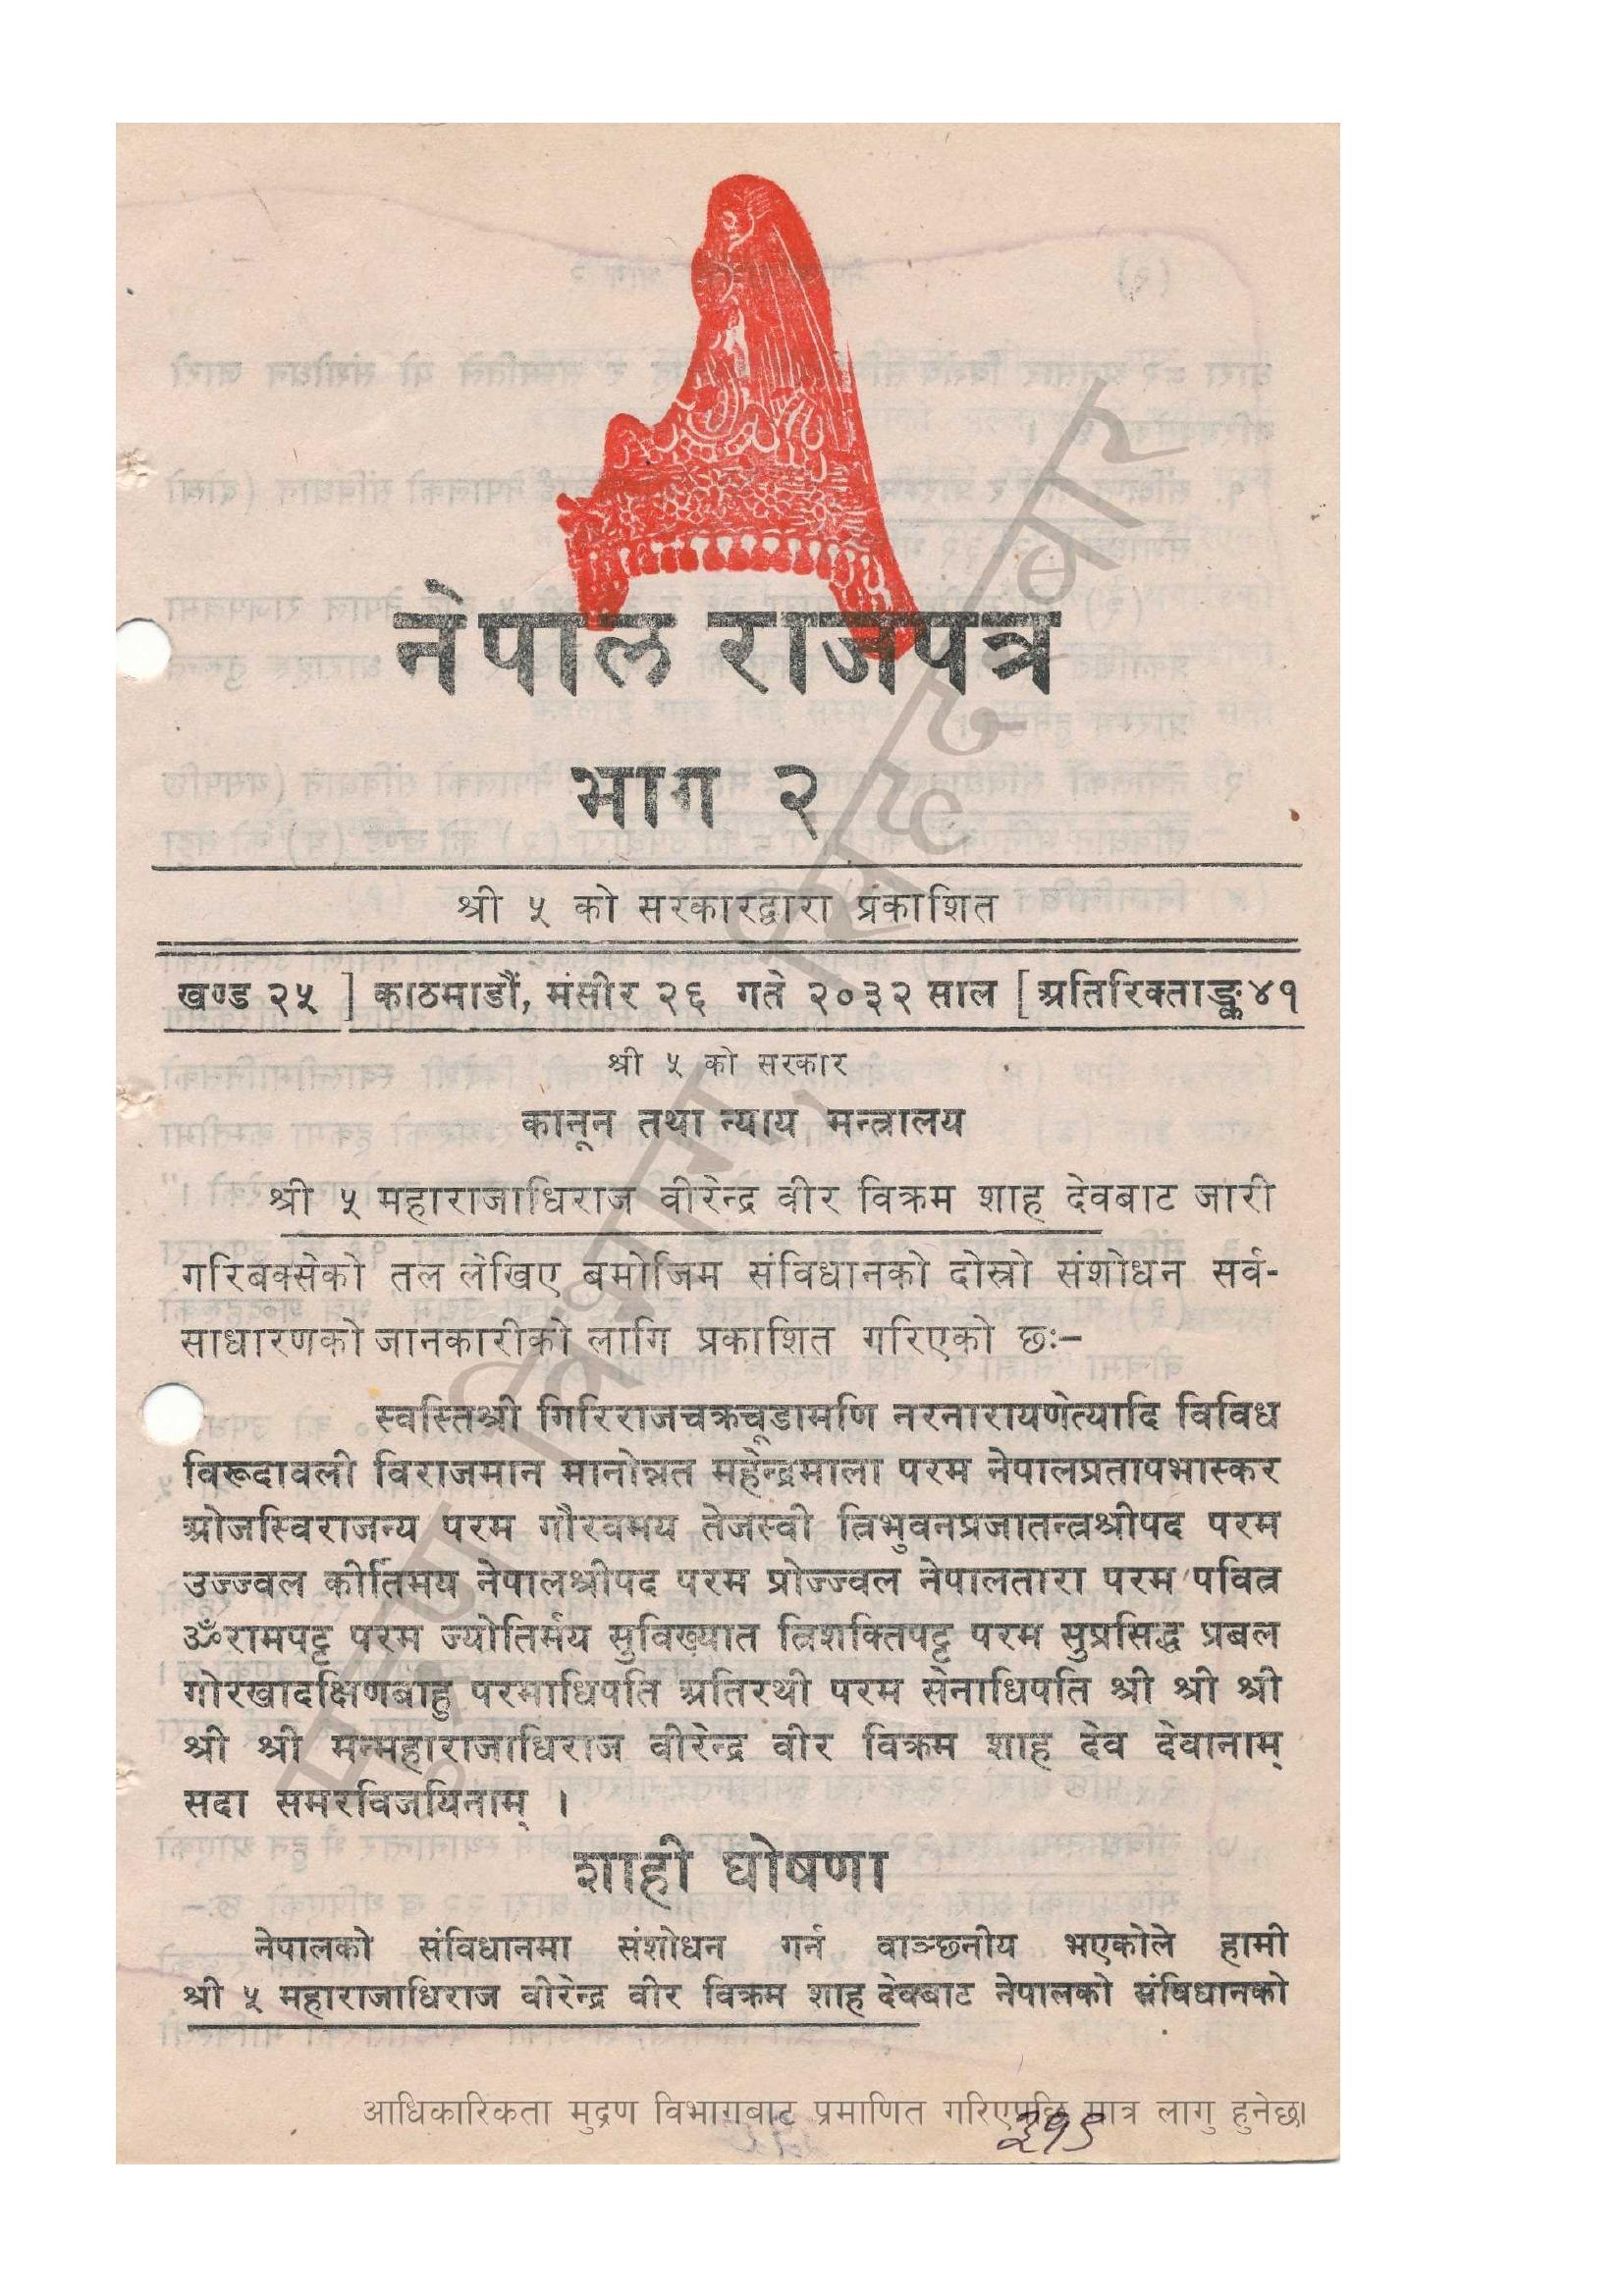 नेपाल राजपत्र
भाग २
श्री ५ को सरकारद्वारा प्रकाशित
खण्ड २५ ] काठमाडौं, मंसीर २६ गते २०३२ साल [ अतिरिक्ताङ्क ४१
श्री ५ को सरकार
कानून तथा न्याय मन्त्रालय
श्री ५ महाराजाधिराज वीरेन्द्र वीर विक्रम शाह देवबाट जारी
गरिबक्सेको तल लेखिए बमोजिम संविधानको दोस्रो संशोधन सर्व-
साधारणको जानकारीको लागि प्रकाशित गरिएको छः–
स्वस्तिश्री गिरिराजचक्रचूडामणि नरनारायणेत्यादि विविध
विरूदावली विराजमान मानोन्नत महेन्द्रमाला परम नेपालप्रतापभास्कर
ओजस्विराजन्य परम गौरवमय तेजस्वी त्रिभुवनप्रजातन्त्रश्रीपद परम
उज्ज्वल कीर्तिमय नेपालश्रीपद परम प्रोज्ज्वल नेपालतारा परम पवित्र
ॐरामपट्ट परम ज्योतिर्मय सुविख्यात त्रिशक्तिपट्ट परम सुप्रसिद्ध प्रबल
गोरखादक्षिणबाहु परमाधिपति अतिरथी परम सेनाधिपति श्री श्री श्री
श्री श्री मन्महाराजाधिराज वीरेन्द्र वीर विक्रम शाह देव देवानाम्
सदा समरविजयिनाम् ।
शाही घोषणा
नेपालको संविधानमा संशोधन गर्न वाञ्छनीय भएकोले हामी
श्री ५ महाराजाधिराज वीरेन्द्र वीर विक्रम शाह देवबाट नेपालको संविधानको
आधिकारिकता मुद्रण विभागबाट प्रमाणित गरिएपछि मात्र लागु हुनेछ।
३१९
मुद्रण विभाग, सिंहदरबार